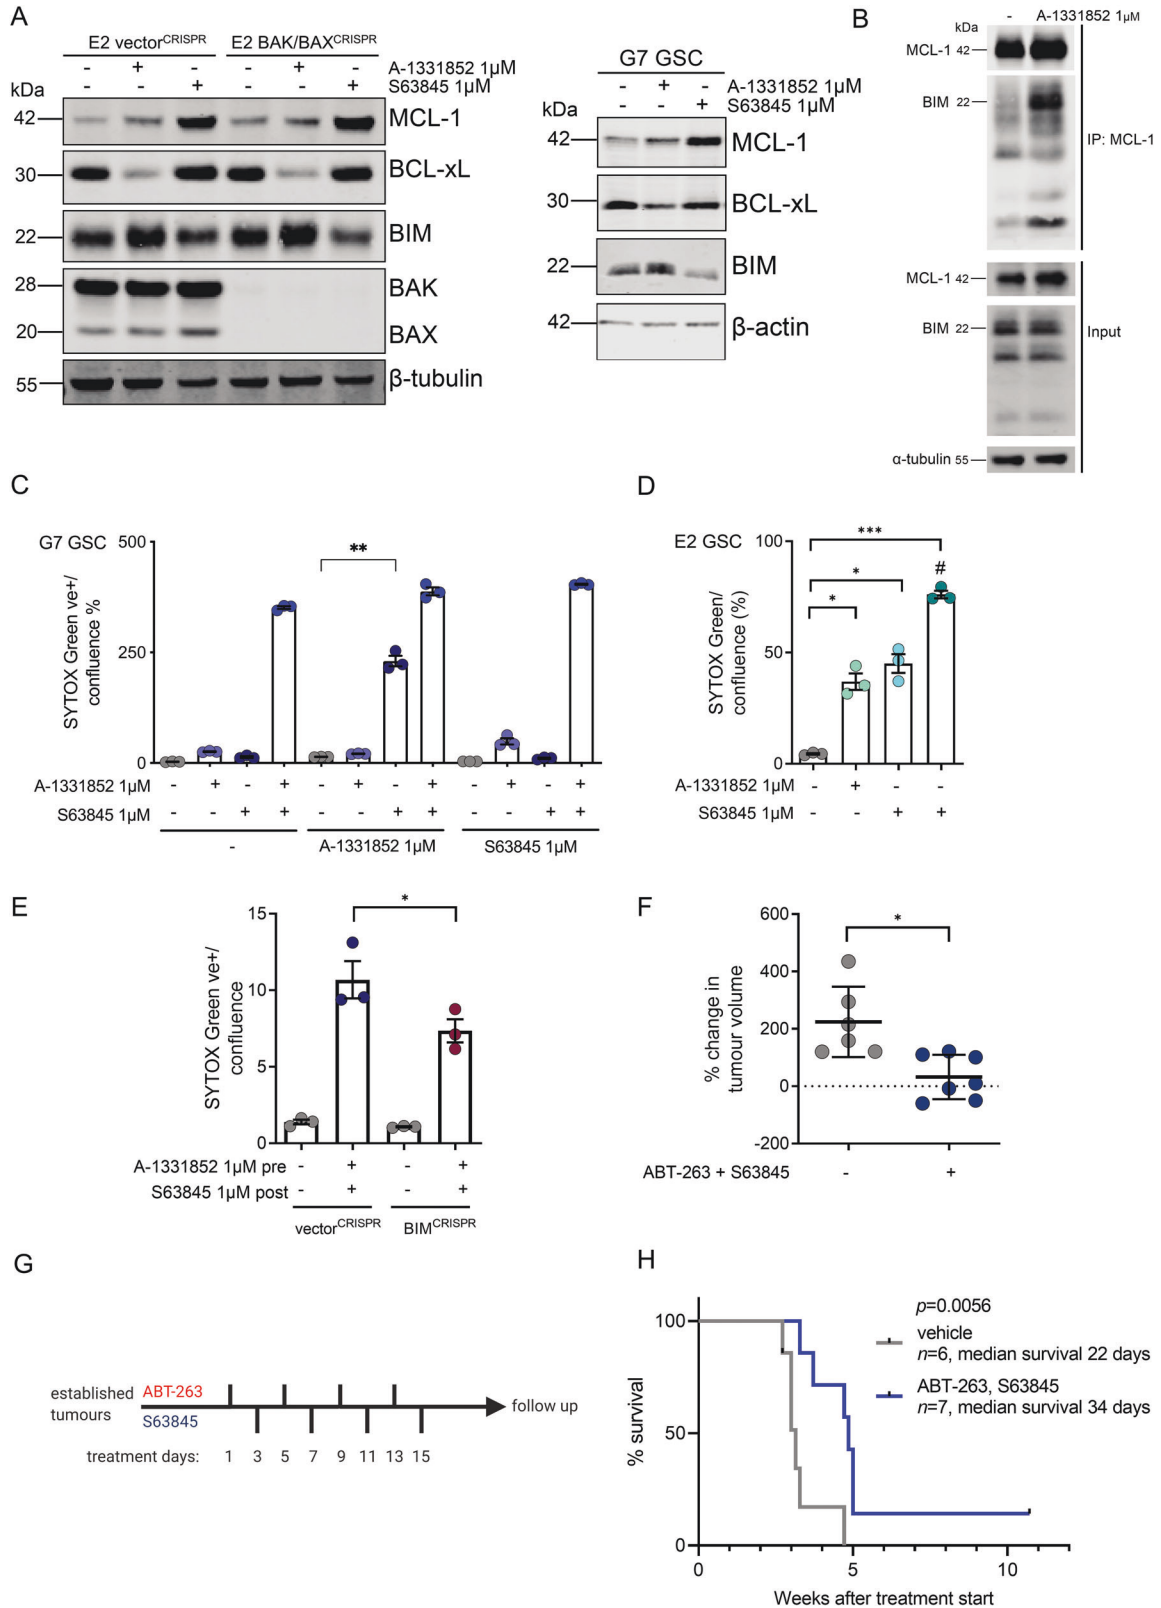 A
E2 vectorCRISPR E2 BAK/BAXCRISPR
- + - - + - A-1331852 1µM
- - + - - + S63845 1µM
kDa
42 MCL-1
30 BCL-xL
22 BIM
28 BAK
20 BAX
55 β-tubulin
G7 GSC
- + - A-1331852 1µM
- - + S63845 1µM
kDa
42 MCL-1
30 BCL-xL
22 BIM
42 β-actin
B
- A-1331852 1µM
kDa
MCL-1 42
BIM 22
IP: MCL-1
MCL-1 42
BIM 22
Input
α-tubulin 55
C
G7 GSC
SYTOX Green ve+/
confluence %
500
250
0
**
A-1331852 1µM - + - + - + - + - + - +
S63845 1µM - - + + - - + + - - + +
- A-1331852 1µM S63845 1µM
D
E2 GSC
SYTOX Green/
confluence (%)
100
50
0
***
*
*
#
A-1331852 1µM - + - -
S63845 1µM - - + +
E
SYTOX Green ve+/
confluence
15
10
5
0
*
A-1331852 1µM pre - + - +
S63845 1µM post - + - +
vectorCRISPR BIMCRISPR
F
% change in
tumour volume
600
400
200
0
-200
*
ABT-263 + S63845 - +
G
established
tumours
ABT-263
S63845
follow up
treatment days: 1 3 5 7 9 11 13 15
H
% survival
100
50
0
p=0.0056
vehicle
n=6, median survival 22 days
ABT-263, S63845
n=7, median survival 34 days
0 5 10
Weeks after treatment start